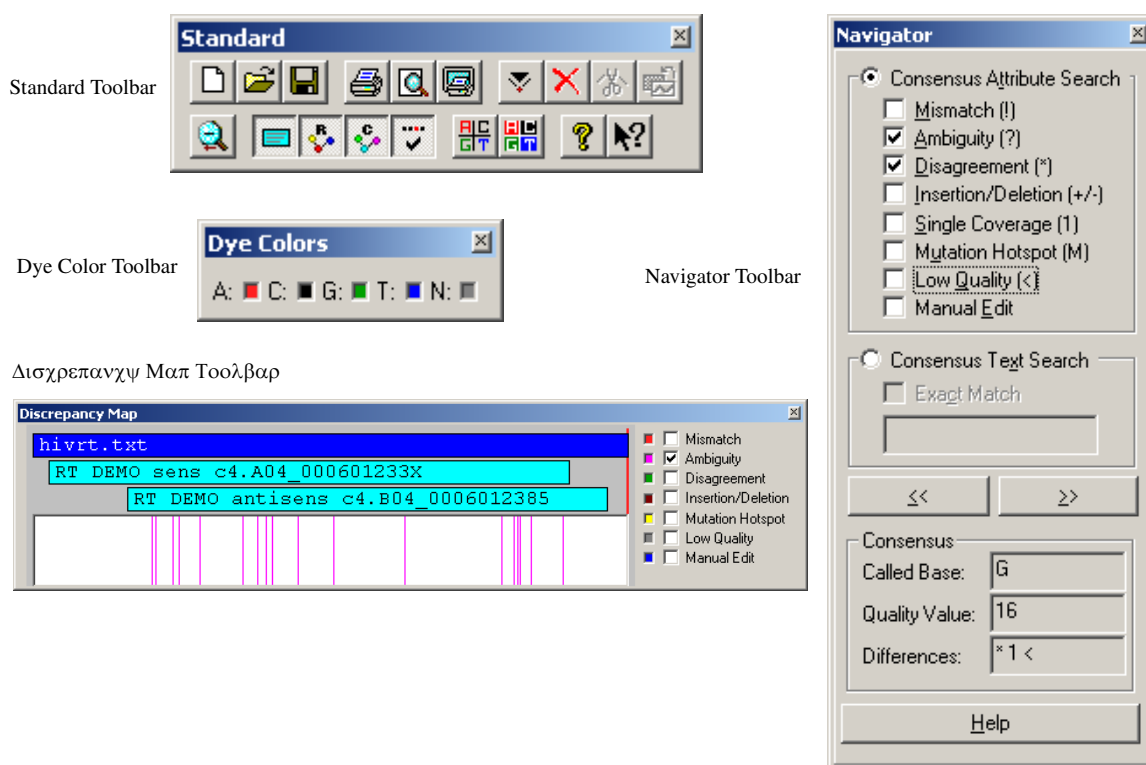 Standard
Standard Toolbar
R
C
A C
G T
Dye Color Toolbar
Dye Colors
A: C: G: T: N:
Navigator Toolbar
Δισχρεπανχψ Μαπ Τοολβαρ
Discrepancy Map
hivrt.txt
RT DEMO sens c4.A04_000601233X
RT DEMO antisens c4.B04_0006012385
Mismatch
Ambiguity
Disagreement
Insertion/Deletion
Mutation Hotspot
Low Quality
Manual Edit
Navigator
Consensus Attribute Search
Mismatch (!)
Ambiguity (?)
Disagreement (*)
Insertion/Deletion (+/-)
Single Coverage (1)
Mutation Hotspot (M)
Low Quality (<)
Manual Edit
Consensus Text Search
Exact Match
<< >>
Consensus
Called Base: G
Quality Value: 16
Differences: * 1 <
Help